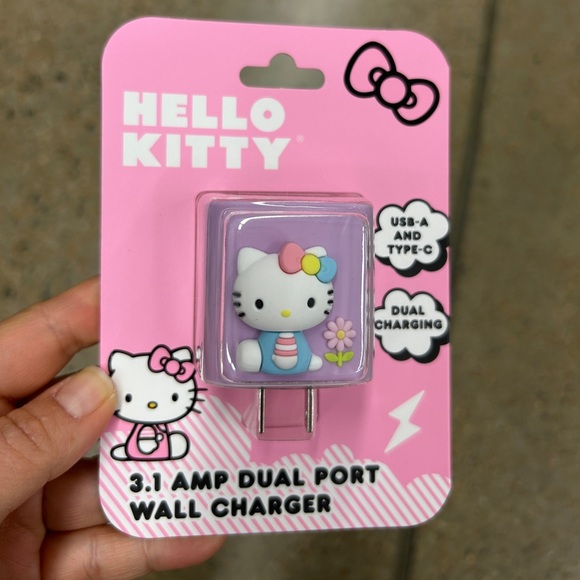 HELLO
KITTY®
USB-A
AND
TYPE-C
DUAL
CHARGING
3.1 AMP DUAL PORT
WALL CHARGER